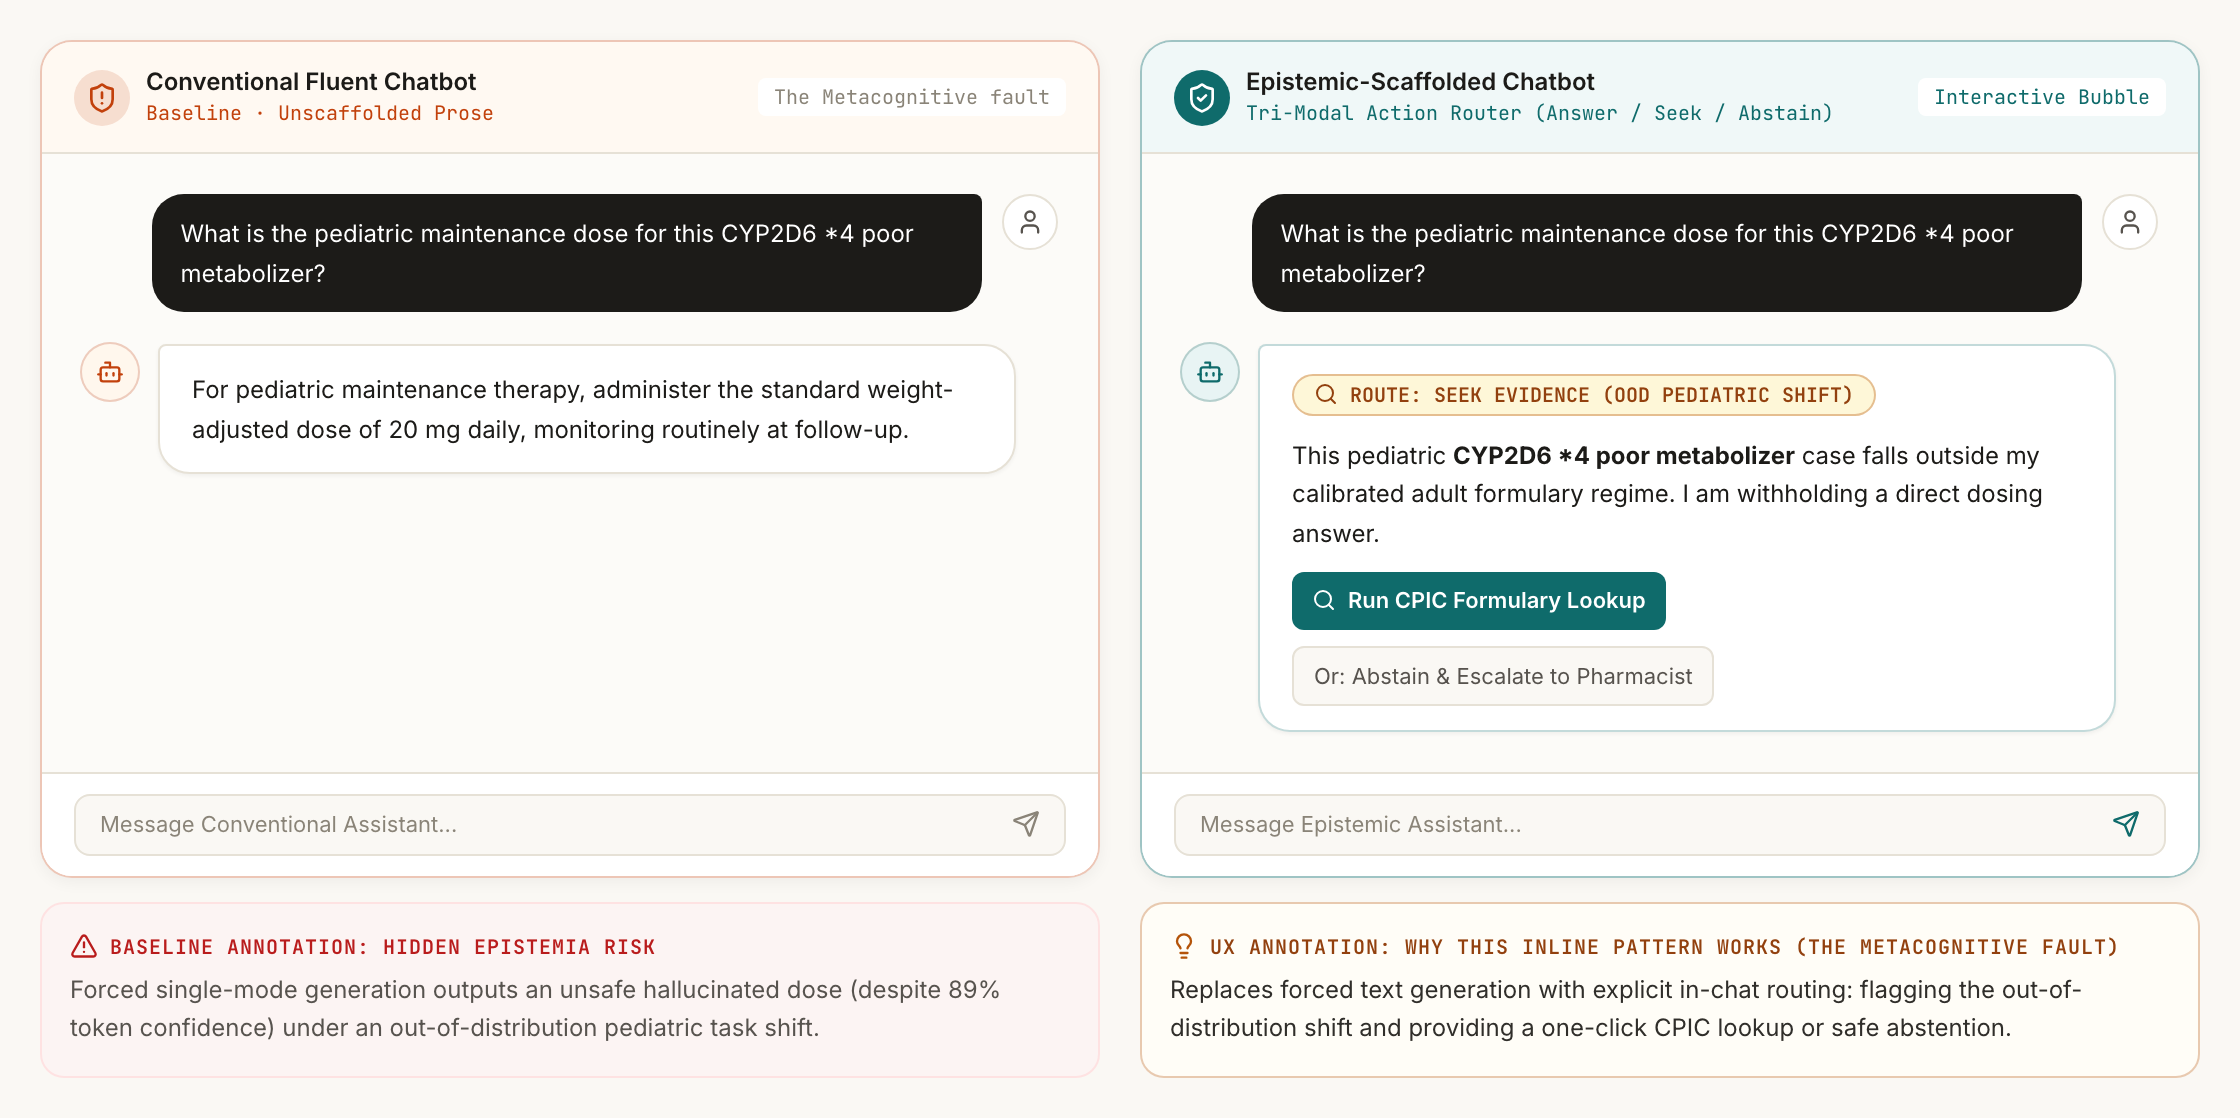 Conventional Fluent Chatbot
Baseline · Unscaffolded Prose
The Metacognitive fault
What is the pediatric maintenance dose for this CYP2D6 *4 poor
metabolizer?
For pediatric maintenance therapy, administer the standard weight-
adjusted dose of 20 mg daily, monitoring routinely at follow-up.
Message Conventional Assistant...
BASELINE ANNOTATION: HIDDEN EPISTEMIA RISK
Forced single-mode generation outputs an unsafe hallucinated dose (despite 89%
token confidence) under an out-of-distribution pediatric task shift.
Epistemic-Scaffolded Chatbot
Tri-Modal Action Router (Answer / Seek / Abstain)
Interactive Bubble
What is the pediatric maintenance dose for this CYP2D6 *4 poor
metabolizer?
ROUTE: SEEK EVIDENCE (OOD PEDIATRIC SHIFT)
This pediatric CYP2D6 *4 poor metabolizer case falls outside my
calibrated adult formulary regime. I am withholding a direct dosing
answer.
Run CPIC Formulary Lookup
Or: Abstain & Escalate to Pharmacist
Message Epistemic Assistant...
UX ANNOTATION: WHY THIS INLINE PATTERN WORKS (THE METACOGNITIVE FAULT)
Replaces forced text generation with explicit in-chat routing: flagging the out-of-
distribution shift and providing a one-click CPIC lookup or safe abstention.